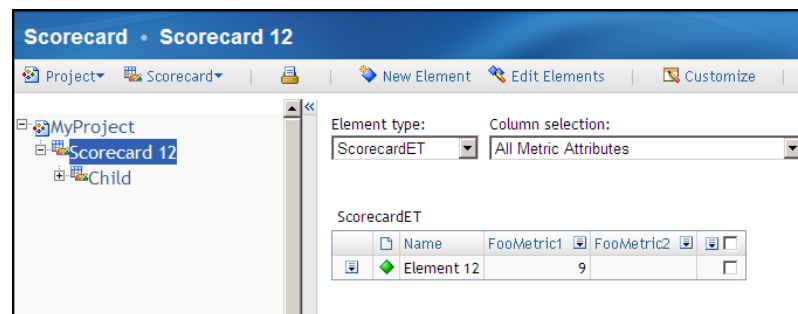 Scorecard • Scorecard 12
Project Scorecard New Element Edit Elements Customize
MyProject
Scorecard 12
Child
Element type: Column selection:
ScorecardET All Metric Attributes
ScorecardET
Name FooMetric1 FooMetric2
Element 12 9